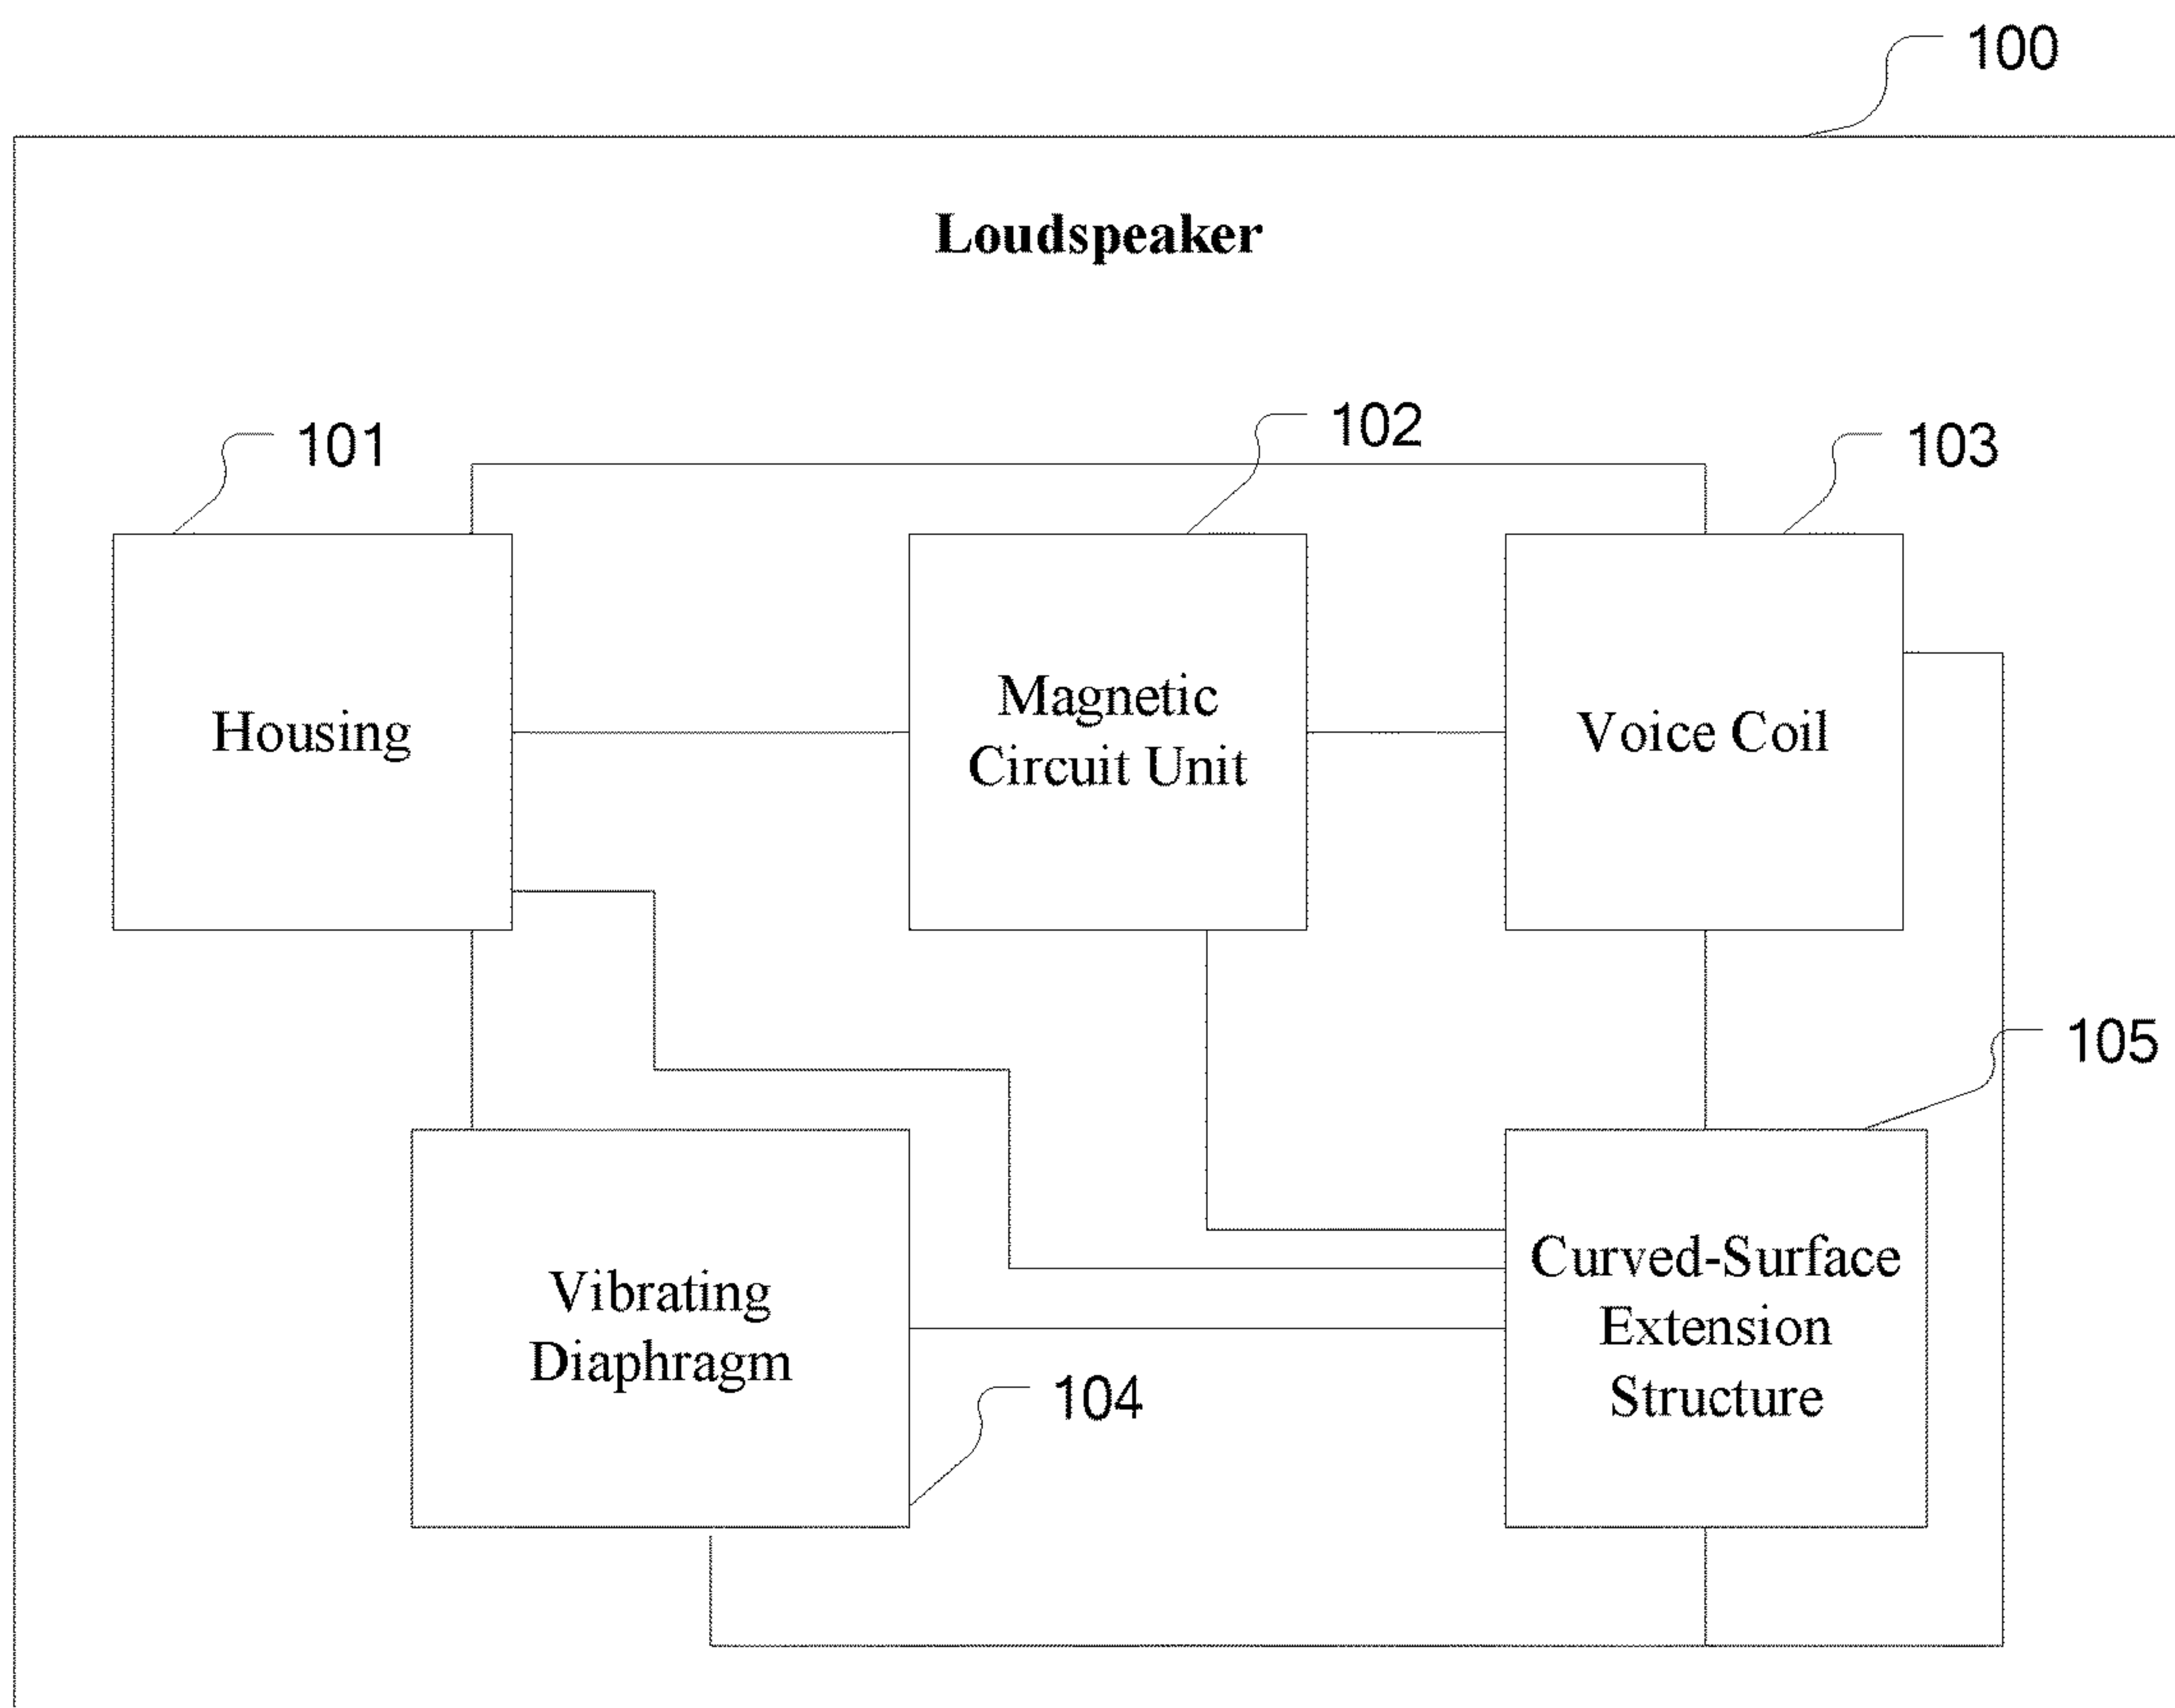 100
Loudspeaker
101
102
103
Housing
Magnetic
Circuit Unit
Voice Coil
105
Vibrating
Diaphragm
104
Curved-Surface
Extension
Structure